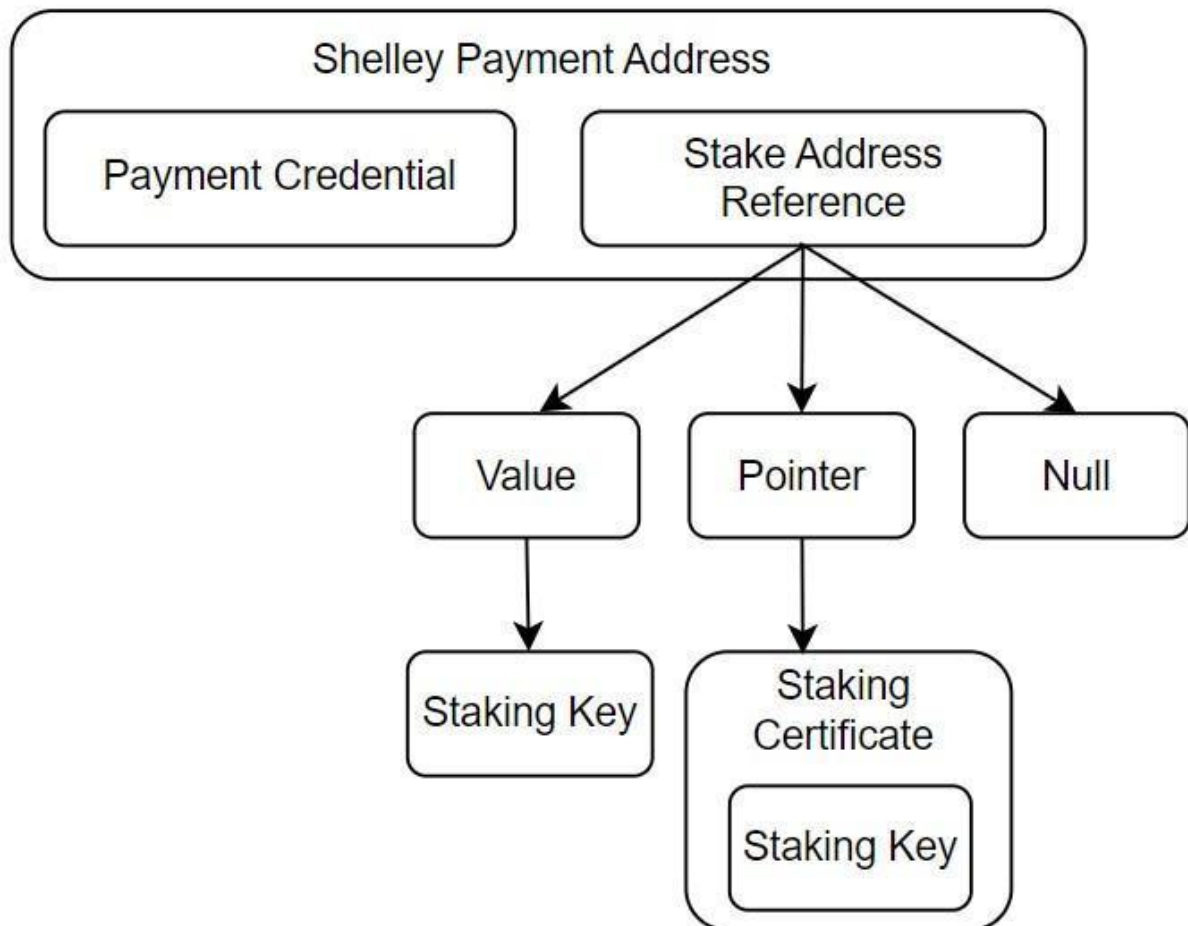 Shelley Payment Address
Payment Credential
Stake Address
Reference
Value
Pointer
Null
Staking Key
Staking
Certificate
Staking Key